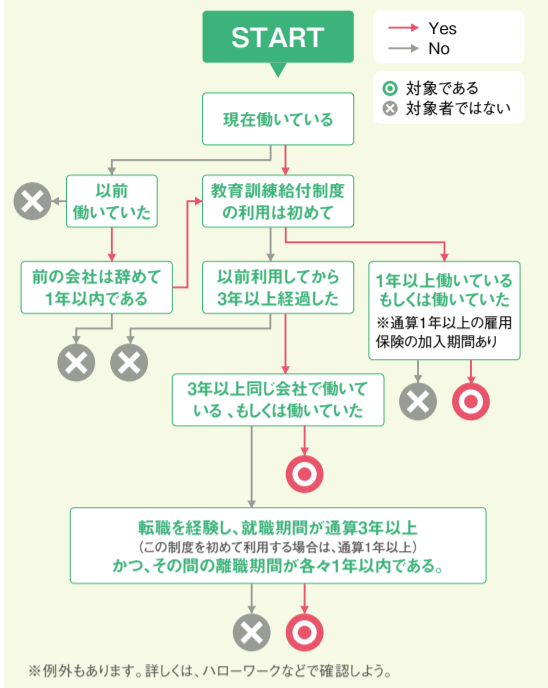 START
Yes
No
対象である
対象者ではない
現在働いている
以前
働いていた
教育訓練給付制度
の利用は初めて
前の会社は辞めて
1年以内である
以前利用してから
3年以上経過した
1年以上働いている
もしくは働いていた
※通算1年以上の雇用
保険の加入期間あり
3年以上同じ会社で働いて
いる、もしくは働いていた
転職を経験し、就職期間が通算3年以上
(この制度を初めて利用する場合は、通算1年以上)
かつ、その間の離職期間が各々1年以内である。
※例外もあります。詳しくは、ハローワークなどで確認しよう。